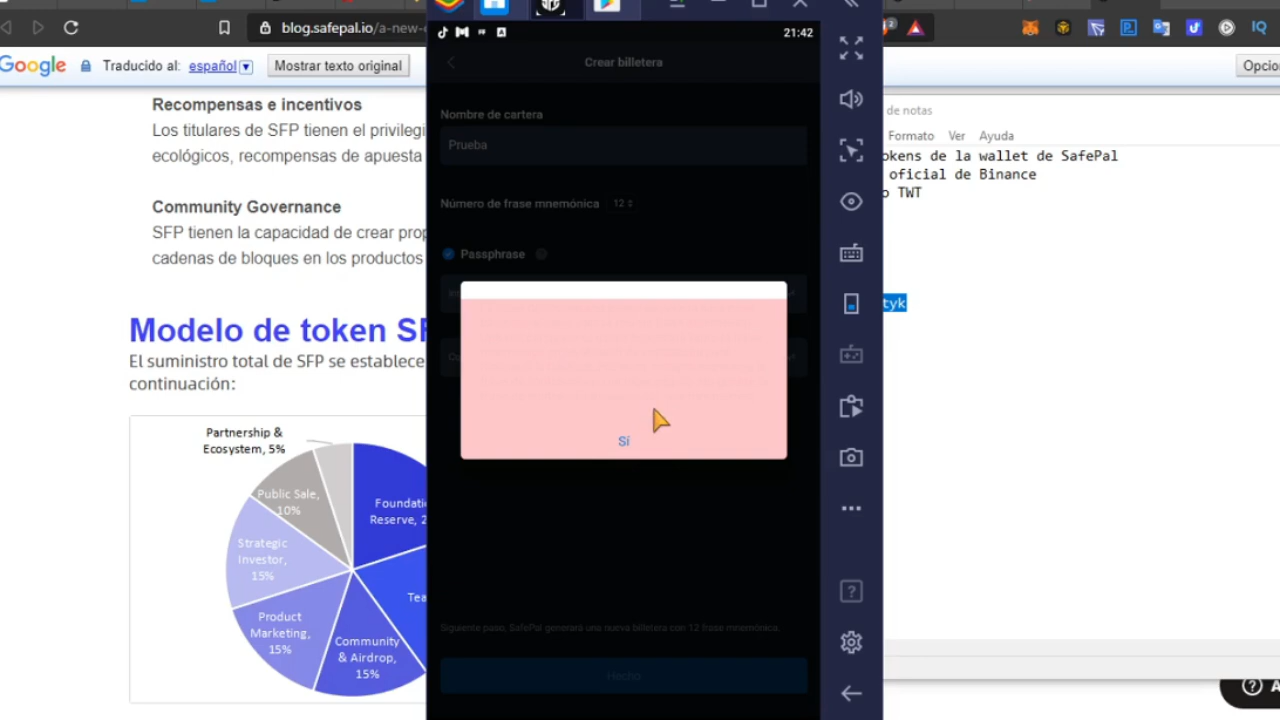 blog.safepal.io/a-new-c
Google
Traducido al: español
Mostrar texto original
Opcio
Recompensas e incentivos
Los titulares de SFP tienen el privilegi
ecológicos, recompensas de apuesta
Community Governance
SFP tienen la capacidad de crear prop
cadenas de bloques en los productos
Modelo de token SF
El suministro total de SFP se establece
continuación:
Partnership &
Ecosystem, 5%
Public Sale,
10%
Strategic
Investor,
15%
Product
Marketing,
15%
Community
& Airdrop,
15%
Foundatio
Reserve, 2
Tea
21:42
Crear billetera
Nombre de cartera
Prueba
Número de frase mnemónica 12
Passphrase
Sí
Siguiente paso, SafePal generará una nueva billetera con 12 frase mnemónica.
Hecho
de notas
Formato Ver Ayuda
okens de la wallet de SafePal
oficial de Binance
o TWT
tyk
IQ
A